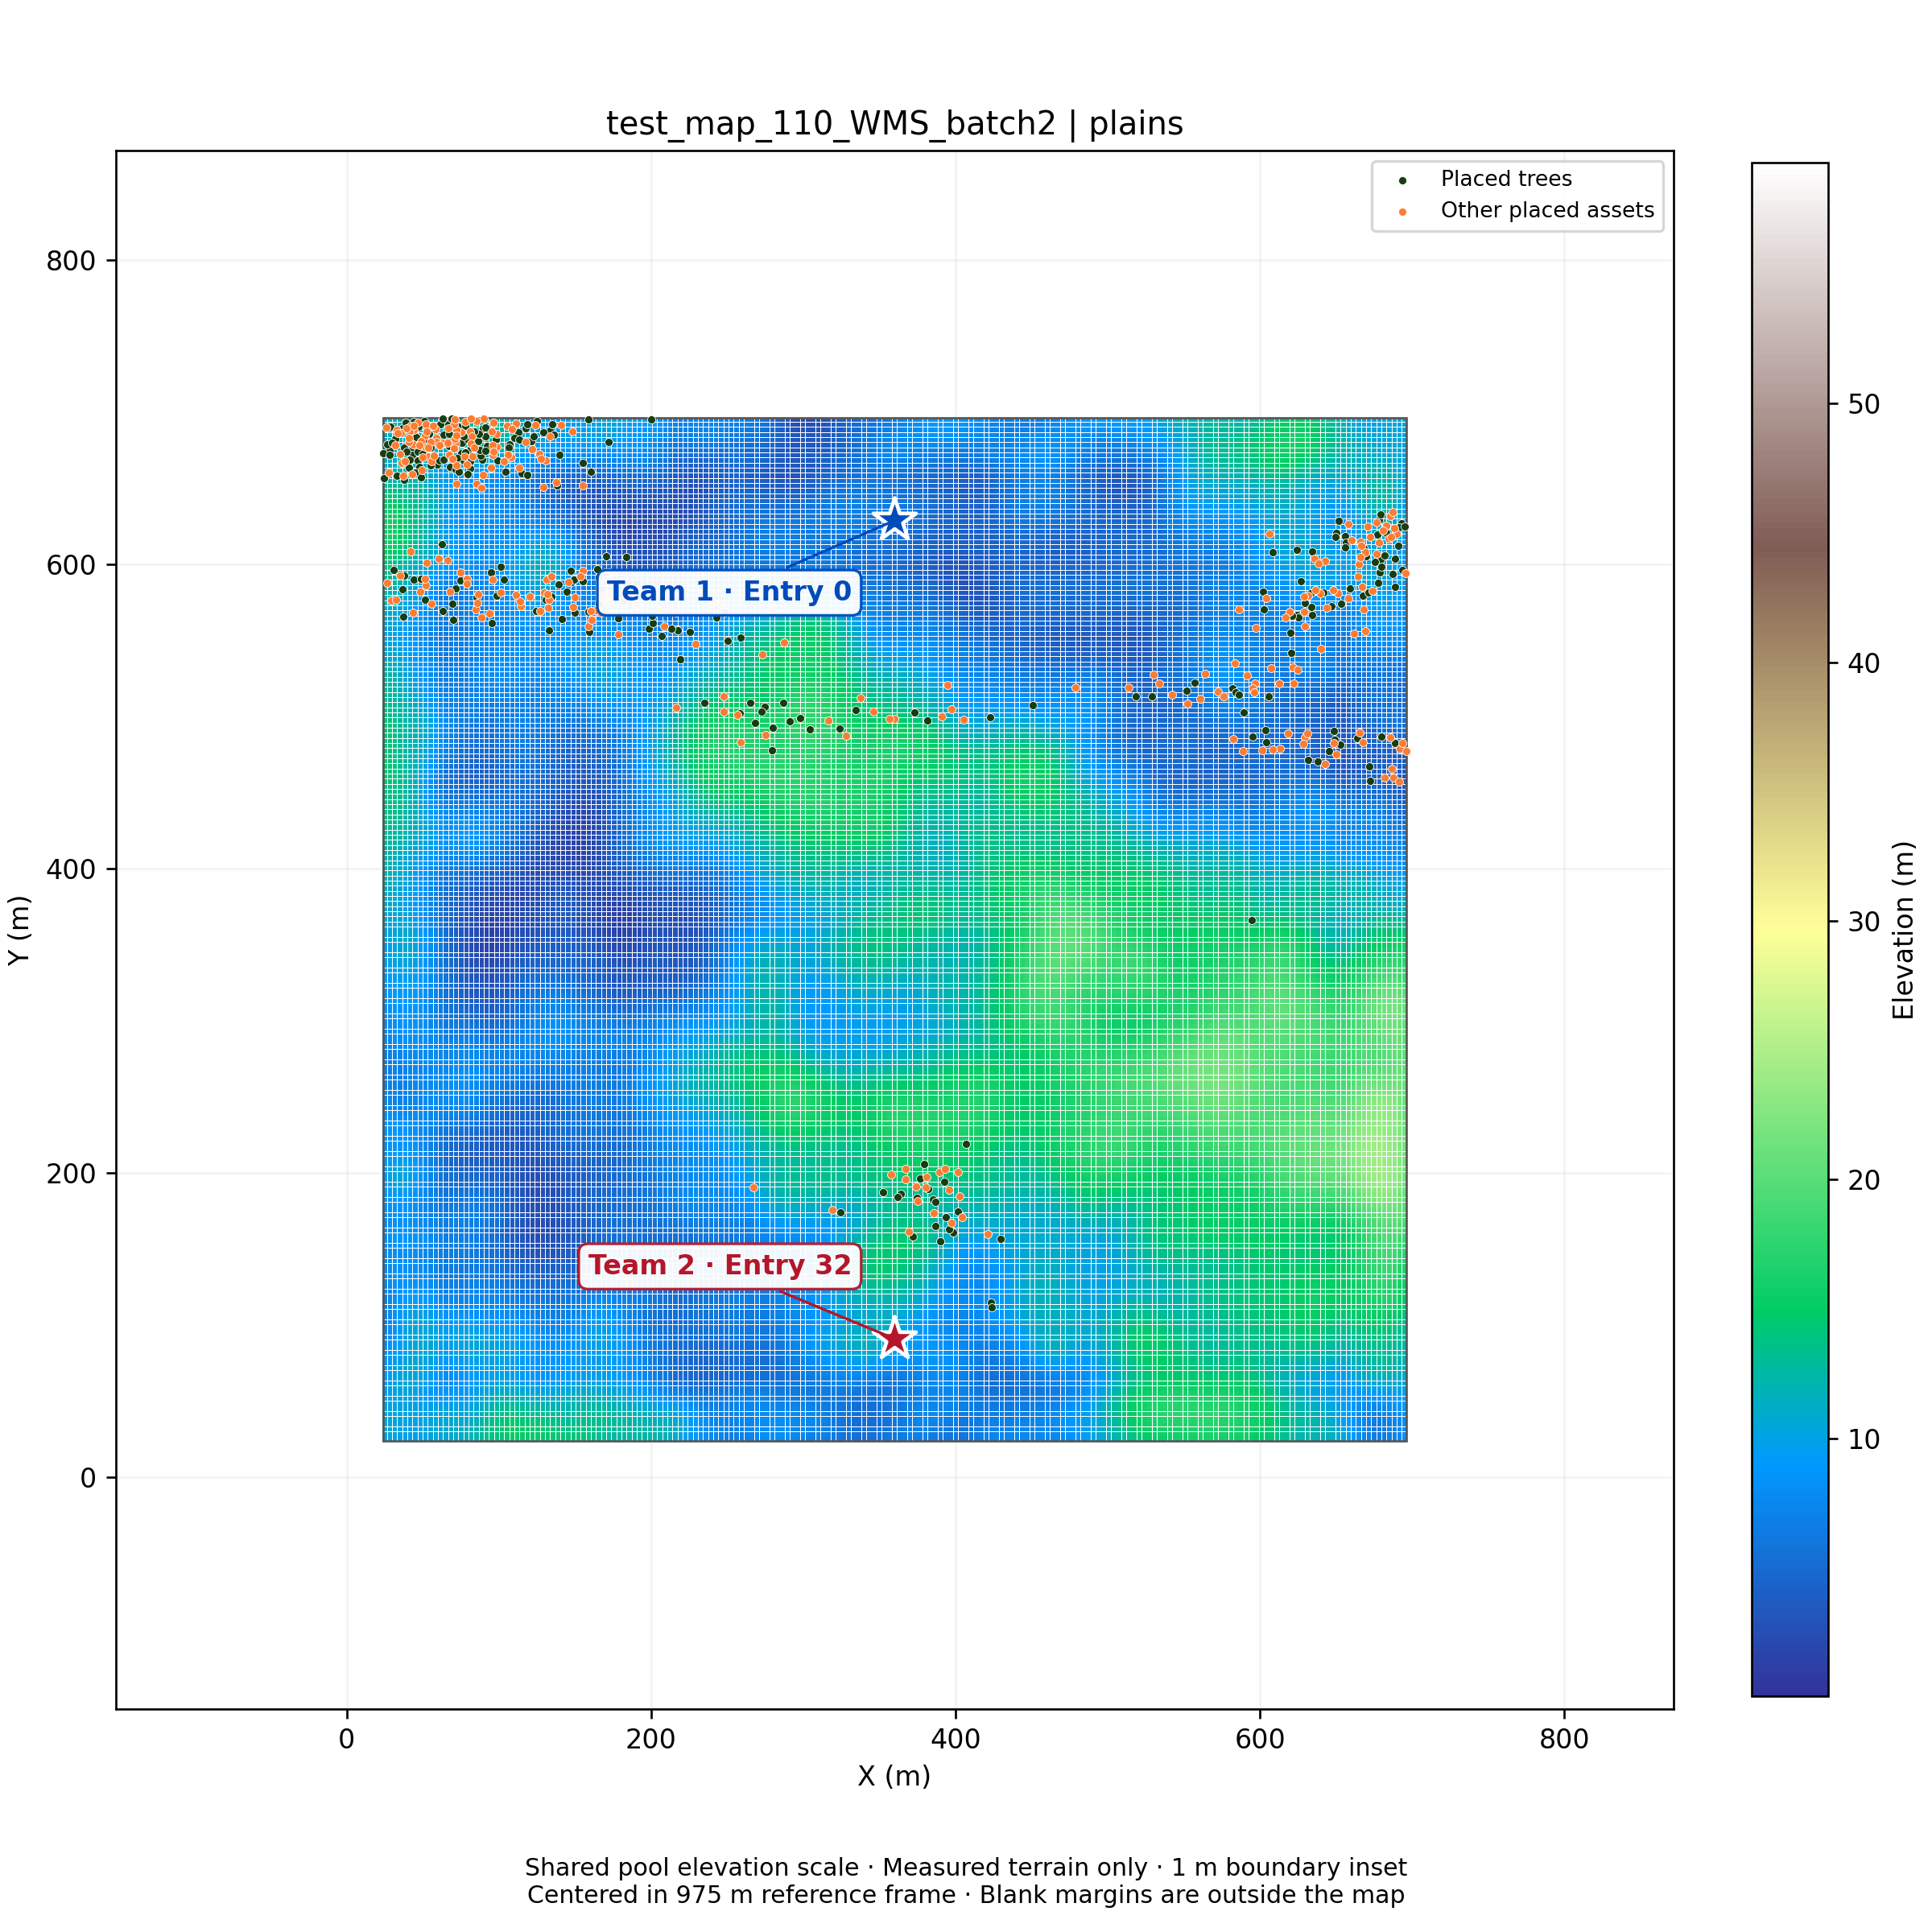 test_map_110_WMS_batch2 | plains
Placed trees
Other placed assets
Team 1 · Entry 0
Team 2 · Entry 32
800
600
400
200
0
Y (m)
0
200
400
600
800
X (m)
50
40
30
20
10
Elevation (m)
Shared pool elevation scale · Measured terrain only · 1 m boundary inset
Centered in 975 m reference frame · Blank margins are outside the map